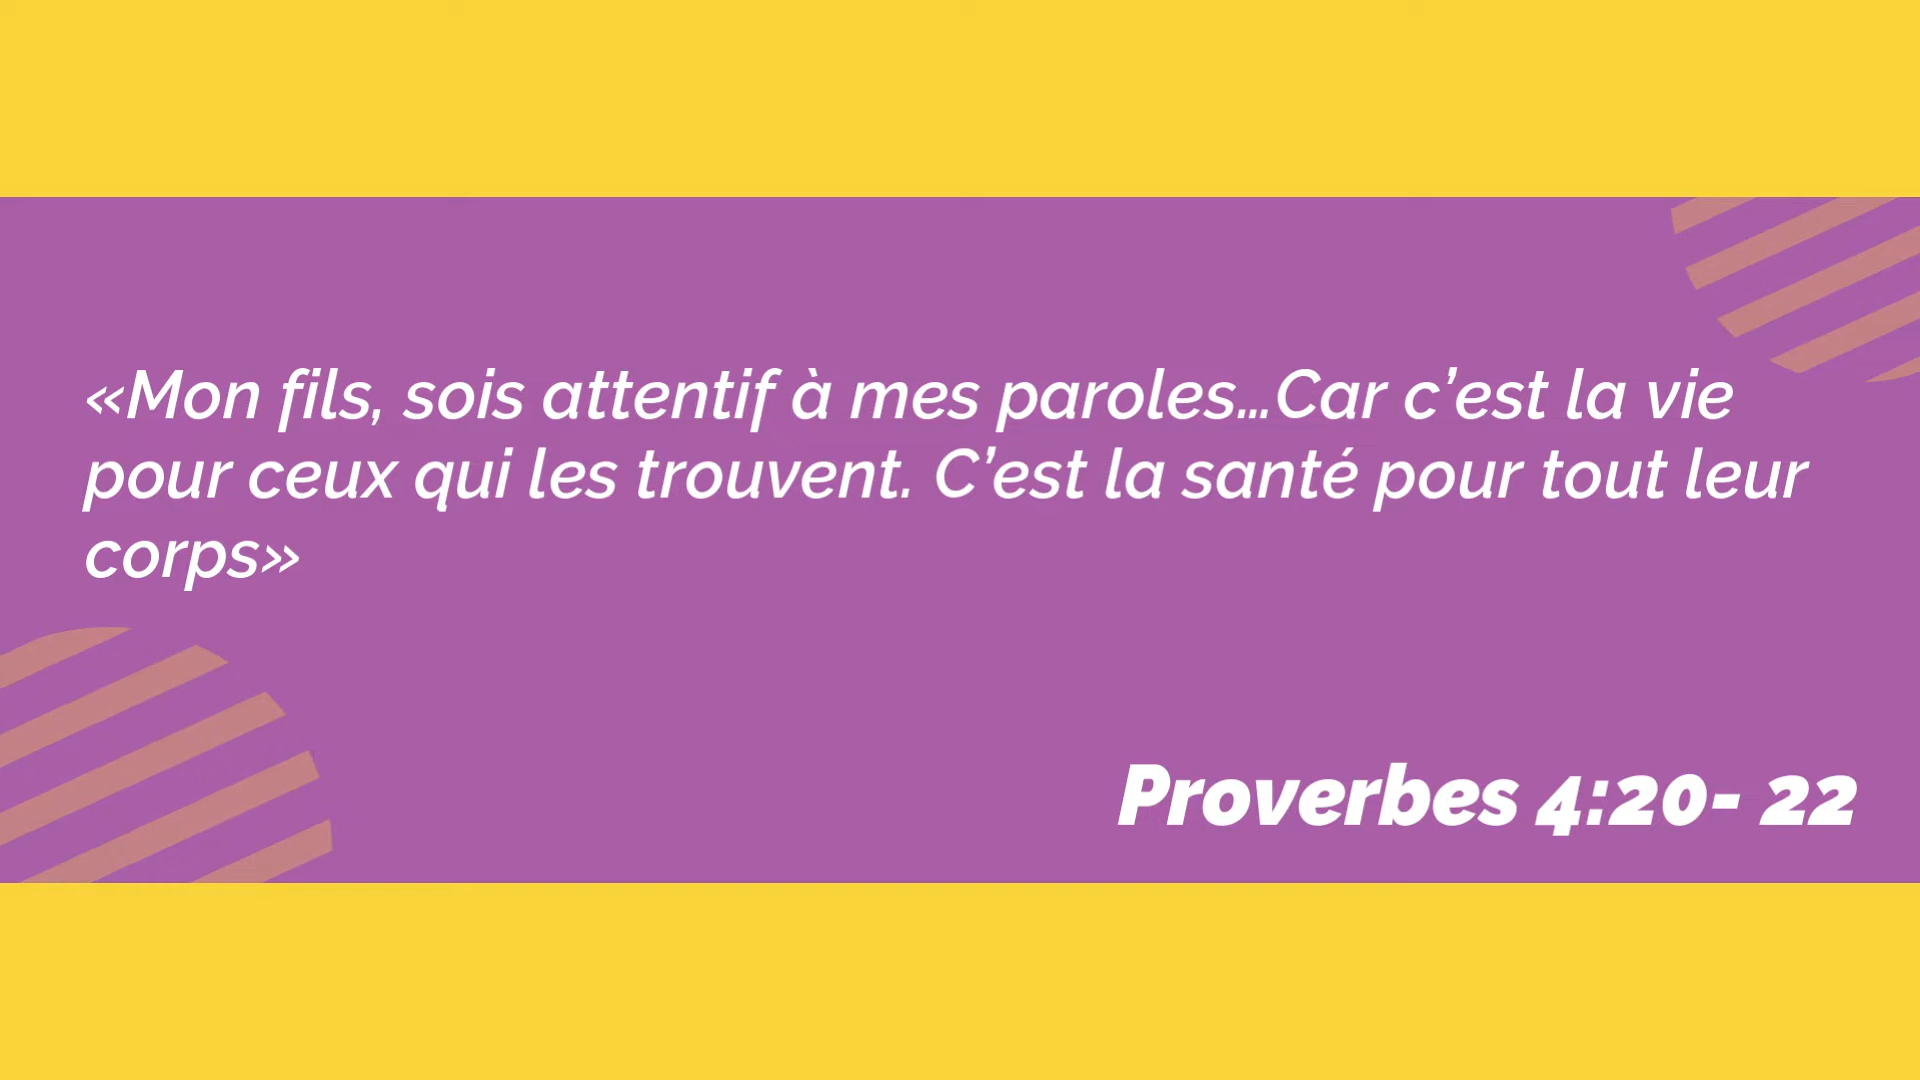 «Mon fils, sois attentif à mes paroles…Car c’est la vie
pour ceux qui les trouvent. C’est la santé pour tout leur
corps»
Proverbes 4:20- 22